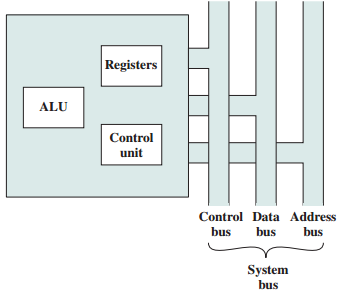 Registers
ALU
Control
unit
Control Data Address
bus bus bus
System
bus